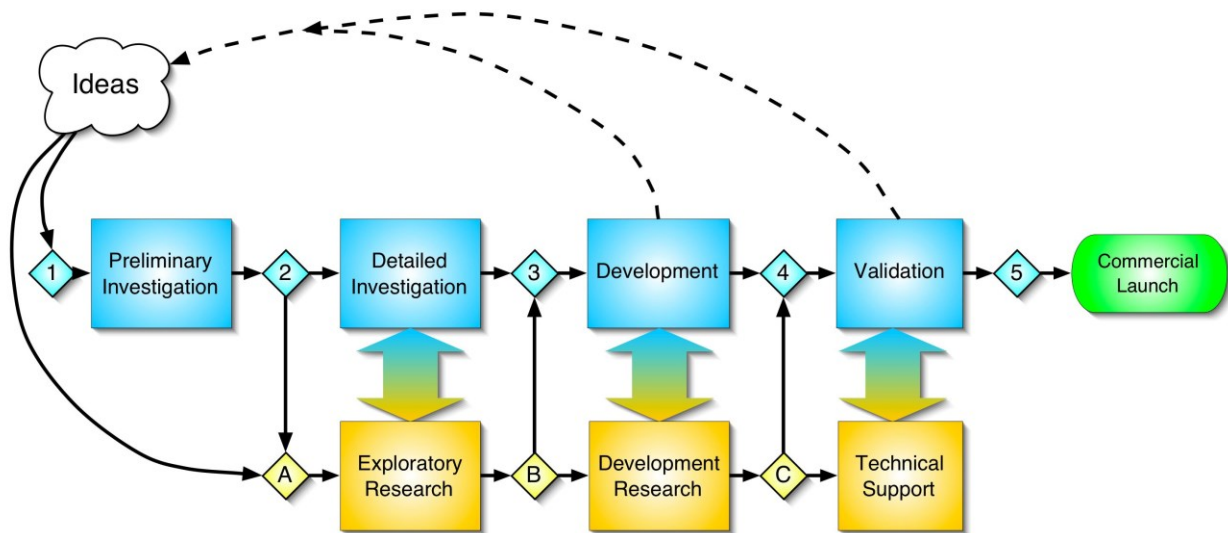 Ideas
1
Preliminary
Investigation
2
Detailed
Investigation
3
Development
4
Validation
5
Commercial
Launch
A
Exploratory
Research
B
Development
Research
C
Technical
Support